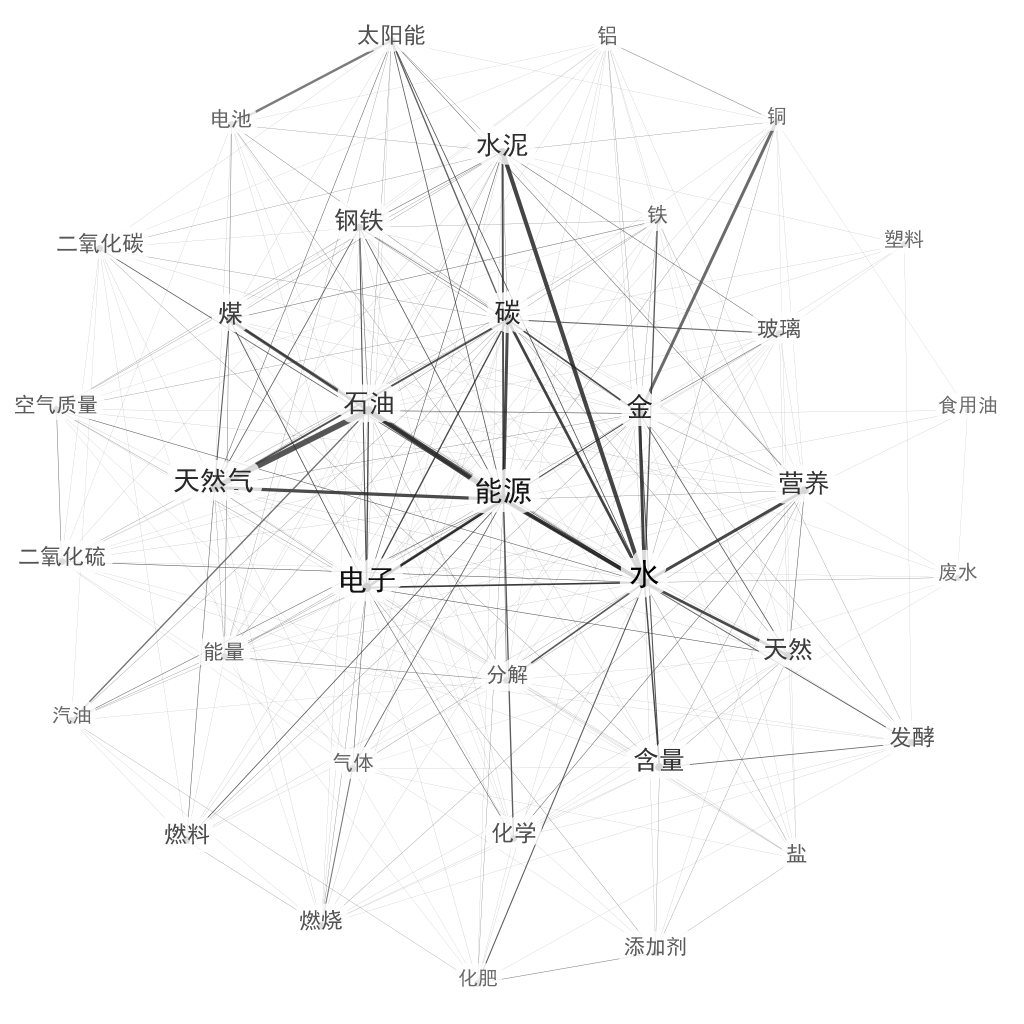 太阳能
铝
电池
铜
水泥
钢铁
铁
二氧化碳
塑料
煤
碳
玻璃
空气质量
石油
金
食用油
天然气
能源
营养
二氧化硫
电子
水
废水
能量
分解
天然
汽油
发酵
气体
含量
燃料
化学
盐
燃烧
添加剂
化肥